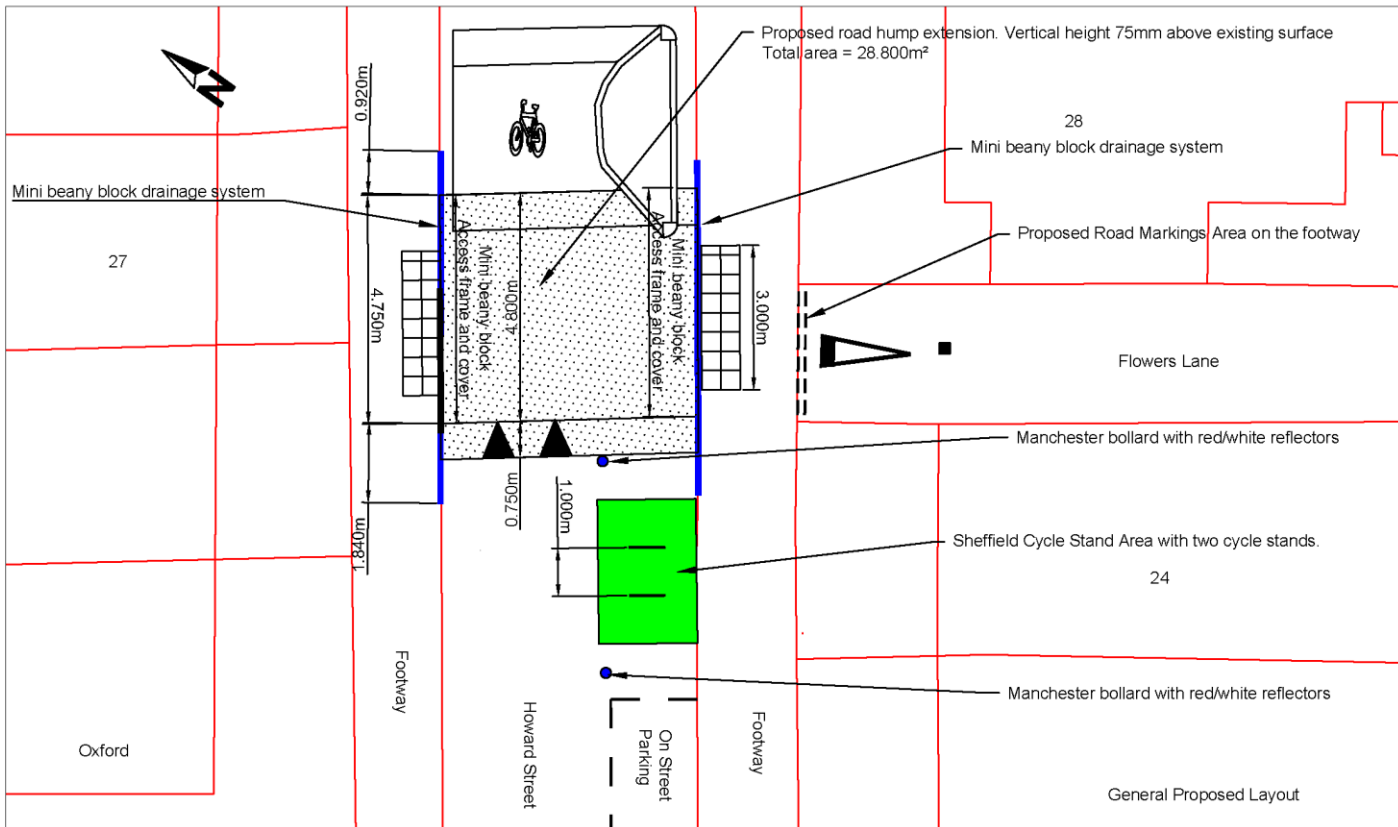 Proposed road hump extension. Vertical height 75mm above existing surface
Total area = 28.800m²
N
0.920m
28
Mini beany block drainage system
Mini beany block drainage system
Proposed Road Markings Area on the footway
27
4.750m
Access frame and cover
Mini beany block
4.800m
Access frame and cover
Mini beany block
3.000m
Flowers Lane
Manchester bollard with red/white reflectors
0.750m
1.000m
1.840m
Sheffield Cycle Stand Area with two cycle stands.
24
Footway
Manchester bollard with red/white reflectors
Howard Street
On Street
Parking
Footway
Oxford
General Proposed Layout